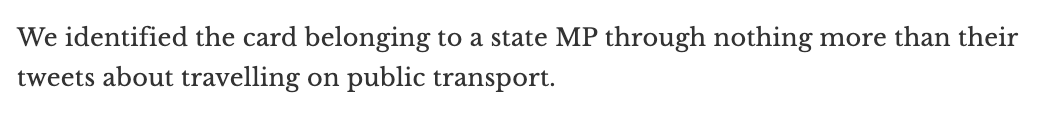 We identified the card belonging to a state MP through nothing more than their
tweets about travelling on public transport.